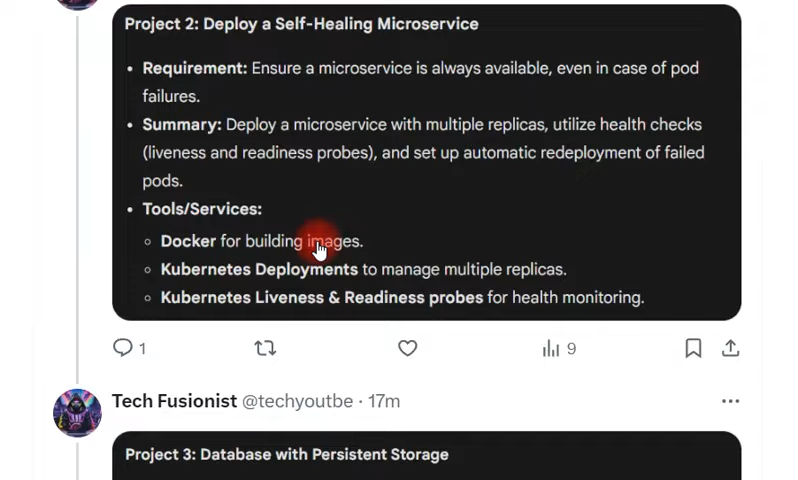 Project 2: Deploy a Self-Healing Microservice
• Requirement: Ensure a microservice is always available, even in case of pod
failures.
• Summary: Deploy a microservice with multiple replicas, utilize health checks
(liveness and readiness probes), and set up automatic redeployment of failed
pods.
• Tools/Services:
◦ Docker for building images.
◦ Kubernetes Deployments to manage multiple replicas.
◦ Kubernetes Liveness & Readiness probes for health monitoring.
1 9
Tech Fusionist @techyoutbe · 17m
Project 3: Database with Persistent Storage